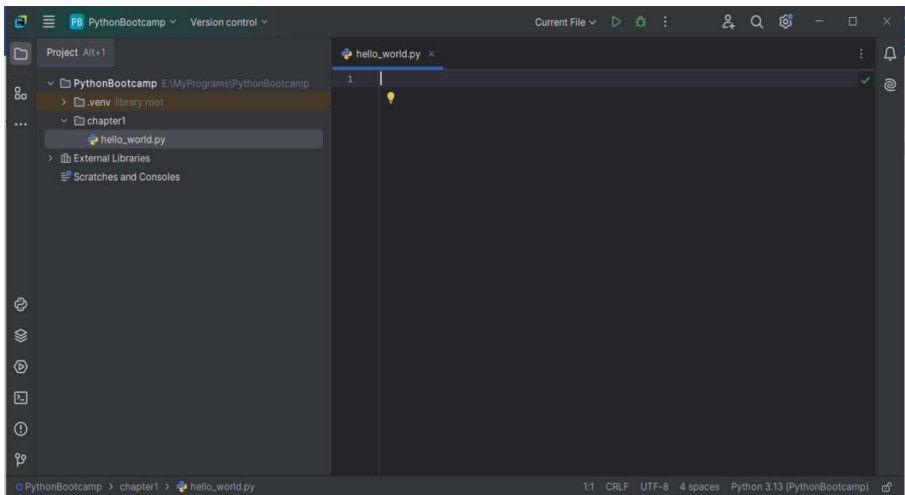 PB PythonBootcamp Version control Current File
Project Alt+1
hello_world.py
PythonBootcamp E:\MyPrograms\PythonBootcamp
.venv library root
chapter1
hello_world.py
External Libraries
Scratches and Consoles
1
PythonBootcamp > chapter1 > hello_world.py 1:1 CRLF UTF-8 4 spaces Python 3.13 (PythonBootcamp)